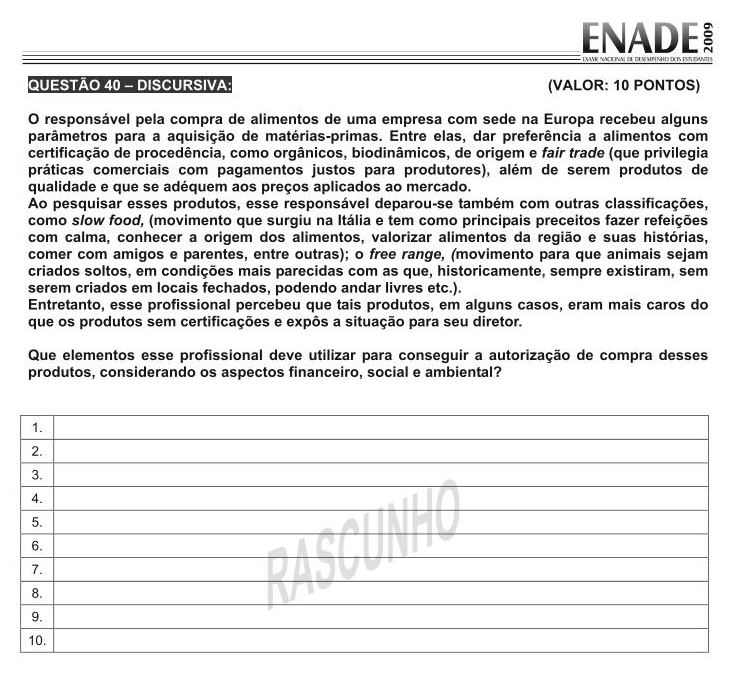 ENADE 2009
EXAME NACIONAL DE DESEMPENHO DOS ESTUDANTES
QUESTÃO 40 – DISCURSIVA: (VALOR: 10 PONTOS)
O responsável pela compra de alimentos de uma empresa com sede na Europa recebeu alguns
parâmetros para a aquisição de matérias-primas. Entre elas, dar preferência a alimentos com
certificação de procedência, como orgânicos, biodinâmicos, de origem e fair trade (que privilegia
práticas comerciais com pagamentos justos para produtores), além de serem produtos de
qualidade e que se adéquem aos preços aplicados ao mercado.
Ao pesquisar esses produtos, esse responsável deparou-se também com outras classificações,
como slow food, (movimento que surgiu na Itália e tem como principais preceitos fazer refeições
com calma, conhecer a origem dos alimentos, valorizar alimentos da região e suas histórias,
comer com amigos e parentes, entre outras); o free range, (movimento para que animais sejam
criados soltos, em condições mais parecidas com as que, historicamente, sempre existiram, sem
serem criados em locais fechados, podendo andar livres etc.).
Entretanto, esse profissional percebeu que tais produtos, em alguns casos, eram mais caros do
que os produtos sem certificações e expôs a situação para seu diretor.
Que elementos esse profissional deve utilizar para conseguir a autorização de compra desses
produtos, considerando os aspectos financeiro, social e ambiental?
1.
2.
3.
4.
5.
6.
7.
8.
9.
10.
RASCUNHO